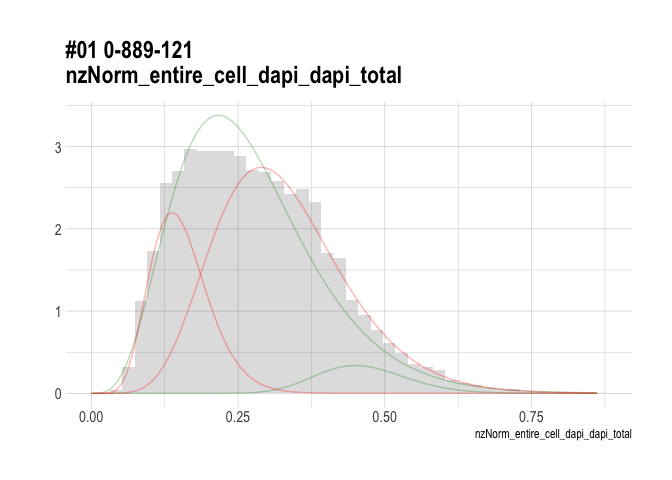 #01 0-889-121
nzNorm_entire_cell_dapi_dapi_total
3
2
1
0
0.00 0.25 0.50 0.75
nzNorm_entire_cell_dapi_dapi_total